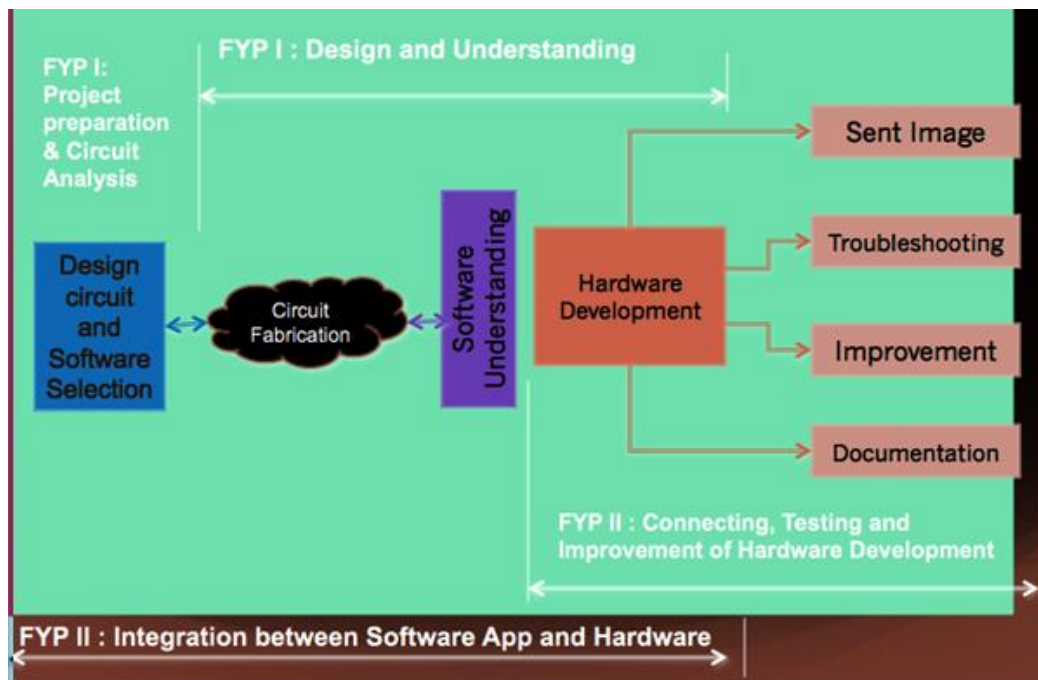 FYP I:
Project
preparation
& Circuit
Analysis
FYP I : Design and Understanding
Design
circuit
and
Software
Selection
Circuit
Fabrication
Software
Understanding
Hardware
Development
Sent Image
Troubleshooting
Improvement
Documentation
FYP II : Connecting, Testing and
Improvement of Hardware Development
FYP II : Integration between Software App and Hardware